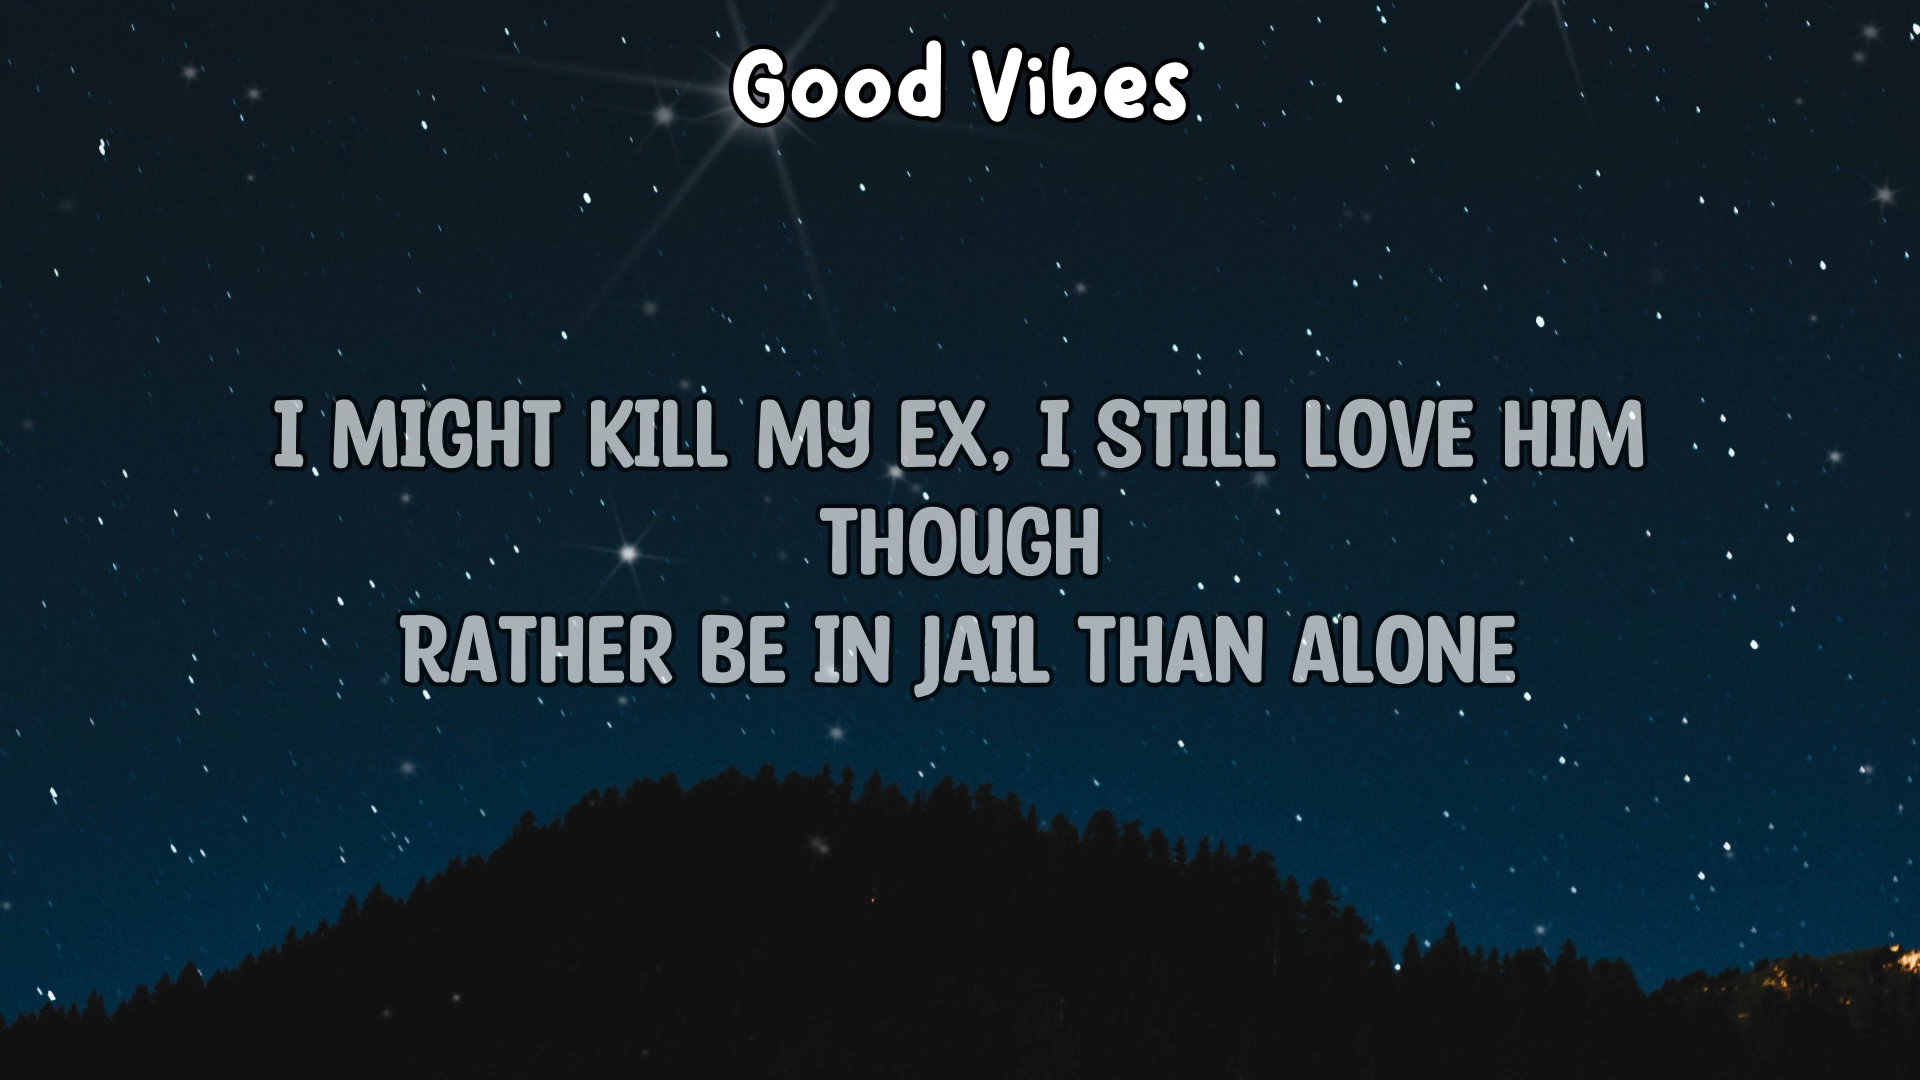 Good Vibes
I MIGHT KILL MY EX, I STILL LOVE HIM
THOUGH
RATHER BE IN JAIL THAN ALONE